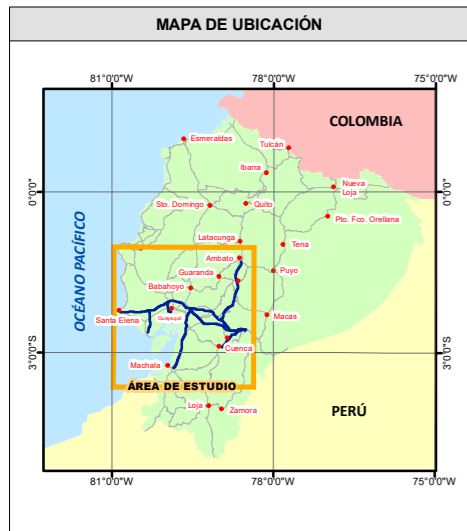 MAPA DE UBICACIÓN
81°0'0"W
78°0'0"W
75°0'0"W
COLOMBIA
Esmeraldas
Tulcán
Ibarra
Nueva
Loja
0°0'0"
0°0'0"
Sto. Domingo
Quito
Pto. Fco. Orellana
OCÉANO PACÍFICO
Latacunga
Tena
Ambato
Guaranda
Puyo
Babahoyo
Santa Elena
Guayaquil
Macas
Cuenca
3°0'0"S
3°0'0"S
Machala
ÁREA DE ESTUDIO
Loja
Zamora
PERÚ
81°0'0"W
78°0'0"W
75°0'0"W